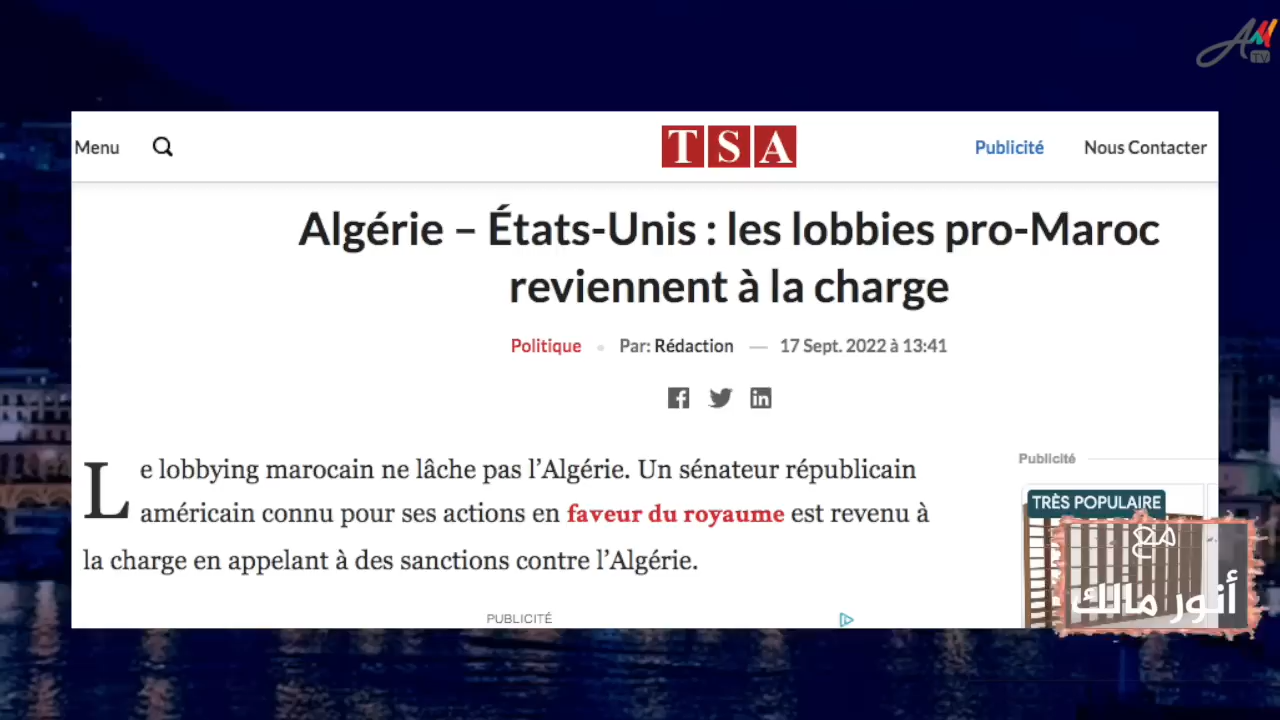 AM
TV
Menu
TSA
Publicité
Nous Contacter
Algérie – États-Unis : les lobbies pro-Maroc
reviennent à la charge
Politique
Par: Rédaction — 17 Sept. 2022 à 13:41
Le lobbying marocain ne lâche pas l’Algérie. Un sénateur républicain
américain connu pour ses actions en faveur du royaume est revenu à
la charge en appelant à des sanctions contre l’Algérie.
Publicité
TRÈS POPULAIRE
مع
أنور مالك
PUBLICITÉ